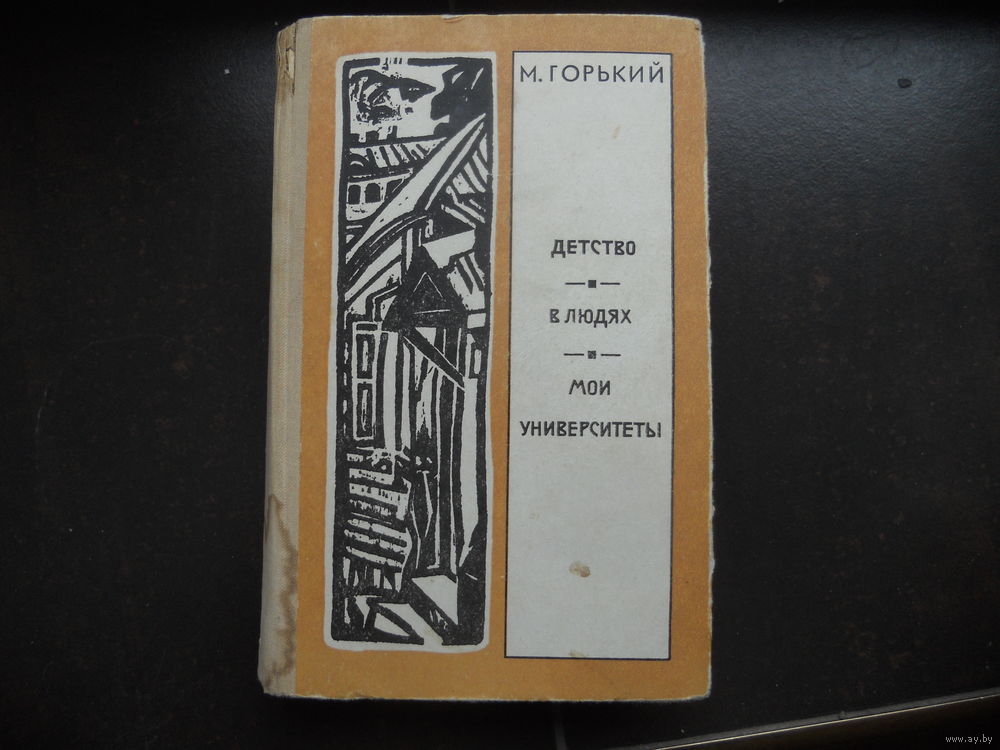 М. ГОРЬКИЙ
ДЕТСТВО
В ЛЮДЯХ
МОИ
УНИВЕРСИТЕТЫ
www.ay.by